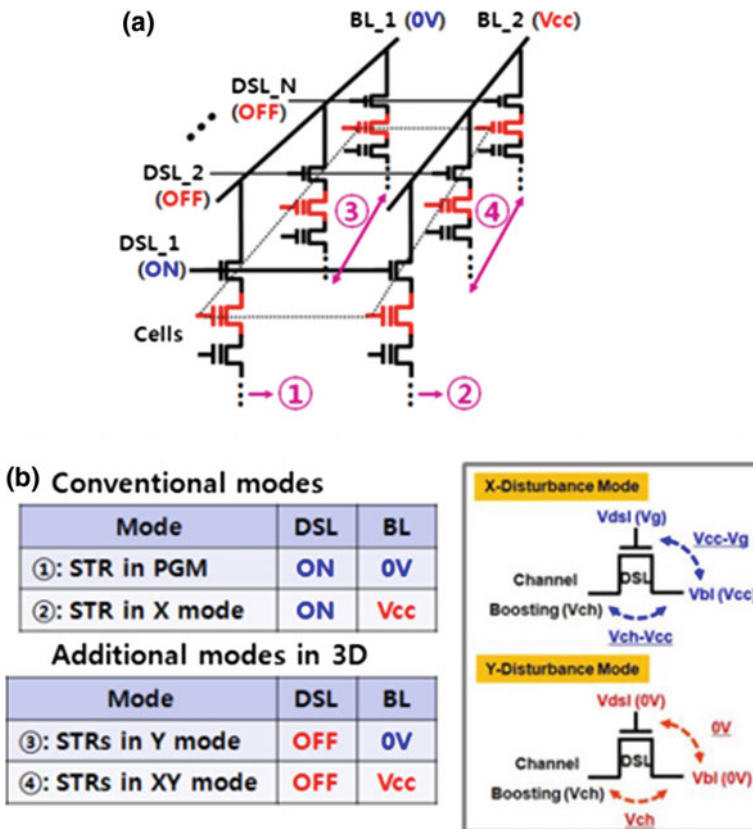 (a)
BL_1 (0V)
BL_2 (Vcc)
DSL_N
(OFF)
DSL_2
(OFF)
③
④
DSL_1
(ON)
Cells
①
②
(b) Conventional modes
Mode DSL BL
①: STR in PGM ON 0V
②: STR in X mode ON Vcc
Additional modes in 3D
Mode DSL BL
③: STRs in Y mode OFF 0V
④: STRs in XY mode OFF Vcc
X-Disturbance Mode
Vdsl (Vg)
Vcc-Vg
DSL
Channel
Boosting (Vch)
Vbl (Vcc)
Vch-Vcc
Y-Disturbance Mode
Vdsl (0V)
0V
DSL
Channel
Boosting (Vch)
Vbl (0V)
Vch